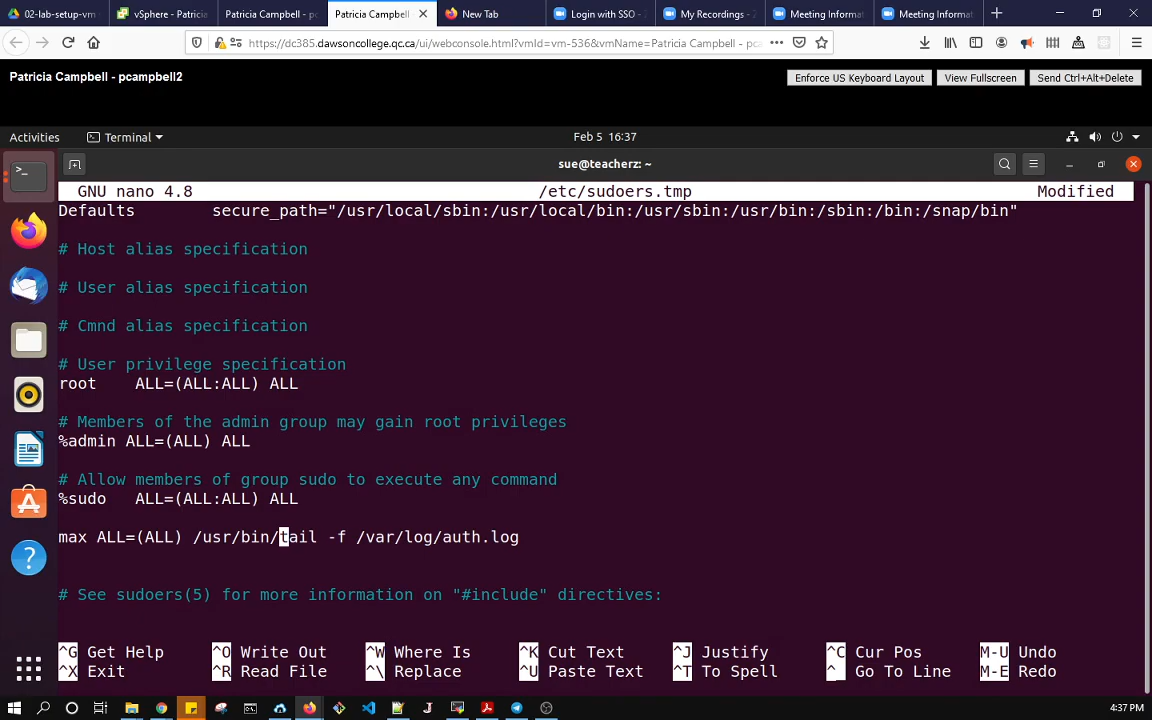 02-lab-setup-vm
vSphere - Patricia
Patricia Campbell - pc
Patricia Campbell
New Tab
Login with SSO - Z
My Recordings - Z
Meeting Informat
Meeting Informat
https://dc385.dawsoncollege.qc.ca/ui/webconsole.html?vmId=vm-536&vmName=Patricia Campbell - pc
Patricia Campbell - pcampbell2
Enforce US Keyboard Layout
View Fullscreen
Send Ctrl+Alt+Delete
Activities
Terminal
Feb 5 16:37
sue@teacherz: ~
GNU nano 4.8 /etc/sudoers.tmp Modified
Defaults secure_path="/usr/local/sbin:/usr/local/bin:/usr/sbin:/usr/bin:/sbin:/bin:/snap/bin"
# Host alias specification
# User alias specification
# Cmnd alias specification
# User privilege specification
root ALL=(ALL:ALL) ALL
# Members of the admin group may gain root privileges
%admin ALL=(ALL) ALL
# Allow members of group sudo to execute any command
%sudo ALL=(ALL:ALL) ALL
max ALL=(ALL) /usr/bin/tail -f /var/log/auth.log
# See sudoers(5) for more information on "#include" directives:
^G Get Help ^O Write Out ^W Where Is ^K Cut Text ^J Justify ^C Cur Pos M-U Undo
^X Exit ^R Read File ^\ Replace ^U Paste Text ^T To Spell ^_ Go To Line M-E Redo
4:37 PM